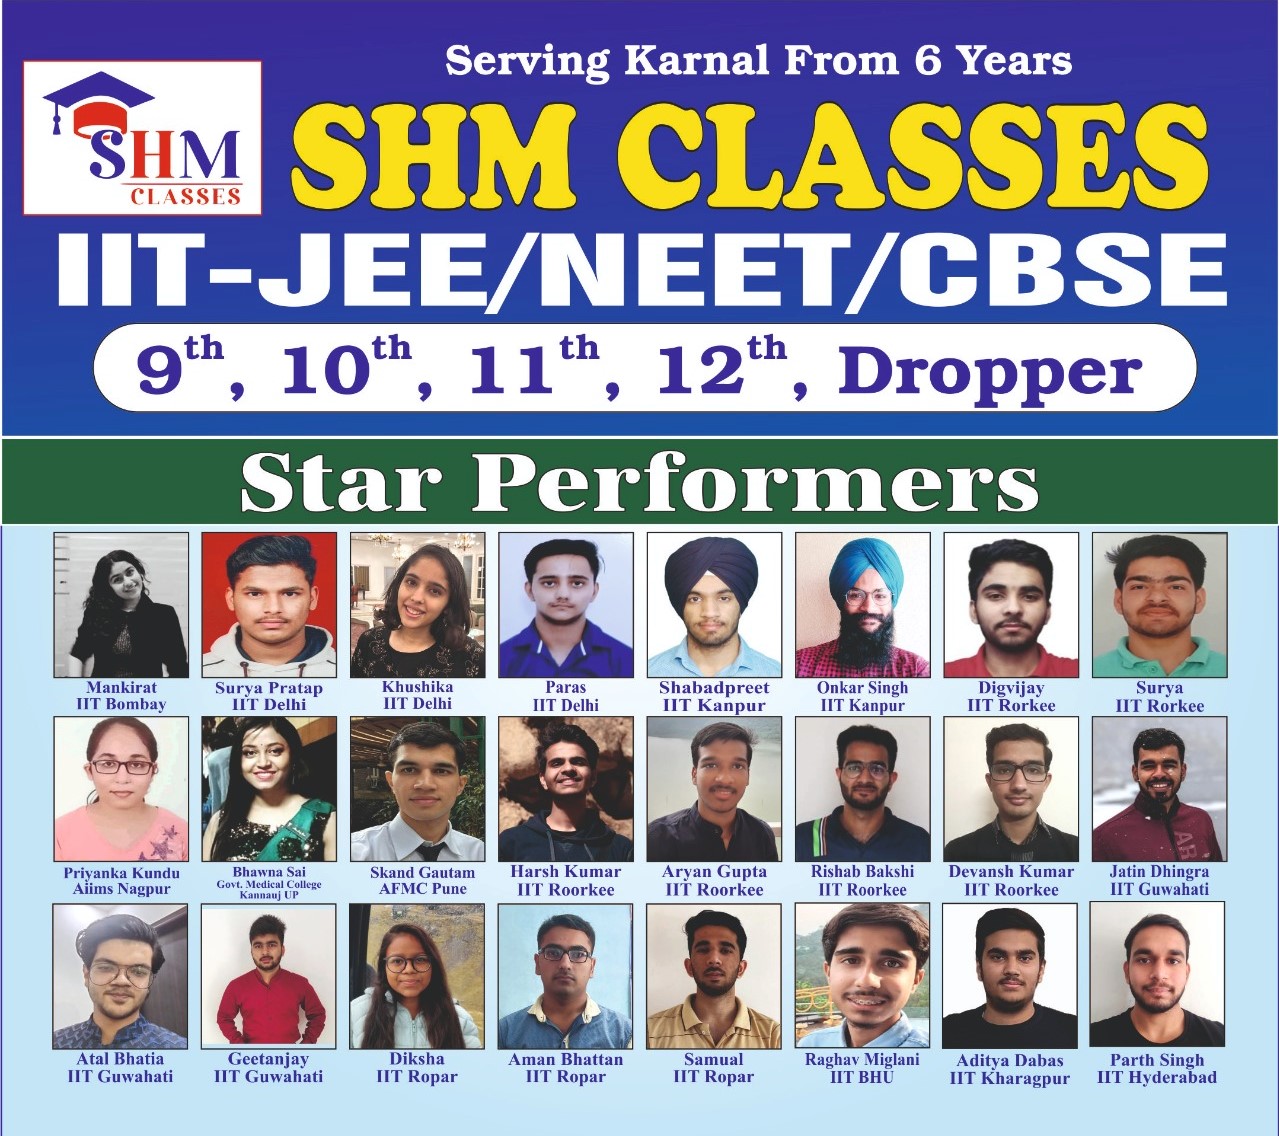 Serving Karnal From 6 Years
SHM
CLASSES
SHM CLASSES
IIT-JEE/NEET/CBSE
9th, 10th, 11th, 12th, Dropper
Star Performers
Mankirat
IIT Bombay
Surya Pratap
IIT Delhi
Khushika
IIT Delhi
Paras
IIT Delhi
Shabadpreet
IIT Kanpur
Onkar Singh
IIT Kanpur
Digvijay
IIT Rorkee
Surya
IIT Rorkee
Priyanka Kundu
Aiims Nagpur
Bhawna Sai
Govt. Medical College
Kannauj UP
Skand Gautam
AFMC Pune
Harsh Kumar
IIT Roorkee
Aryan Gupta
IIT Roorkee
Rishab Bakshi
IIT Roorkee
Devansh Kumar
IIT Roorkee
Jatin Dhingra
IIT Guwahati
Atal Bhatia
IIT Guwahati
Geetanjay
IIT Guwahati
Diksha
IIT Ropar
Aman Bhattan
IIT Ropar
Samual
IIT Ropar
Raghav Miglani
IIT BHU
Aditya Dabas
IIT Kharagpur
Parth Singh
IIT Hyderabad